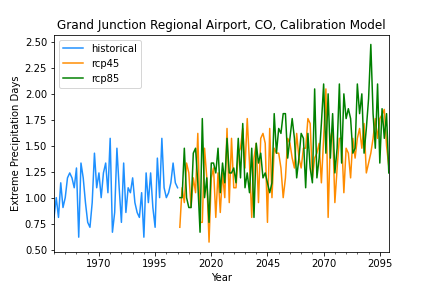 Grand Junction Regional Airport, CO, Calibration Model
historical
rcp45
rcp85
Extreme Precipitation Days
2.50
2.25
2.00
1.75
1.50
1.25
1.00
0.75
0.50
1970
1995
2020
2045
2070
2095
Year